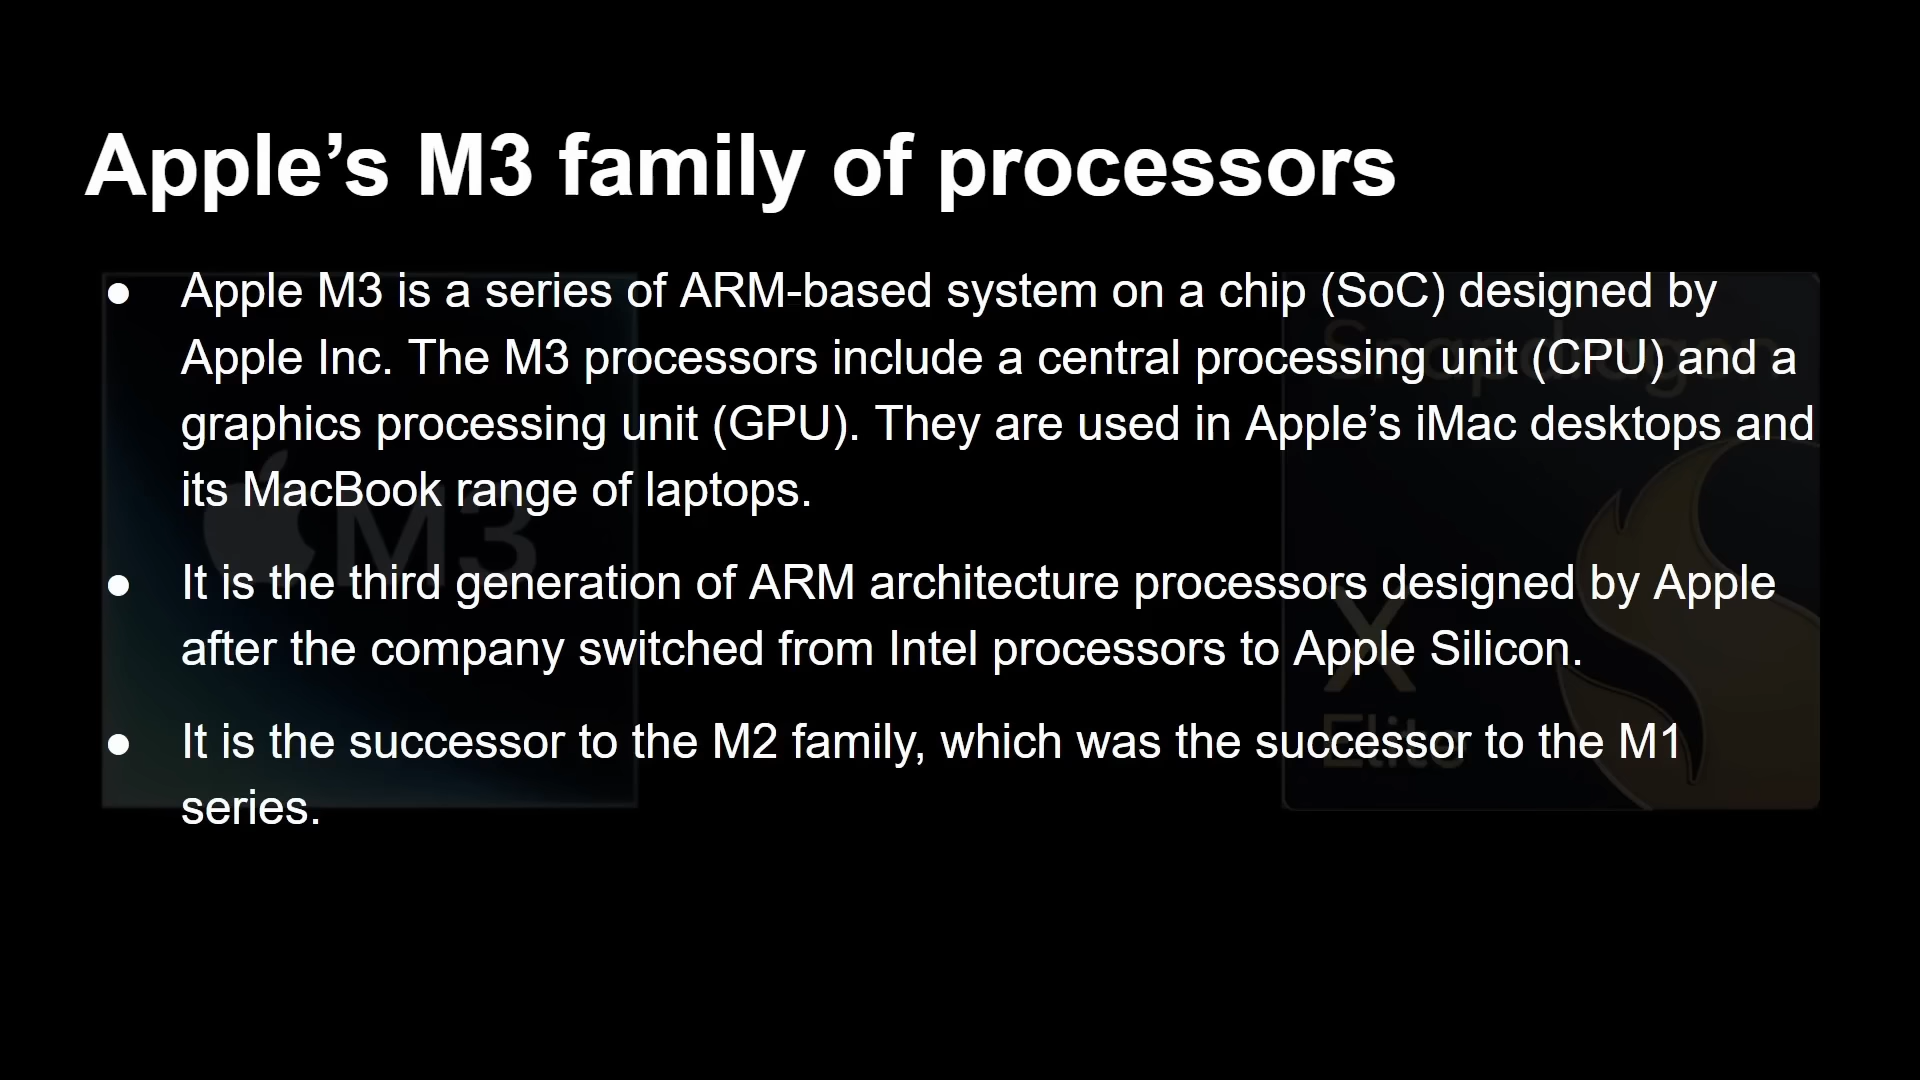 Apple’s M3 family of processors
● Apple M3 is a series of ARM-based system on a chip (SoC) designed by
Apple Inc. The M3 processors include a central processing unit (CPU) and a
graphics processing unit (GPU). They are used in Apple’s iMac desktops and
its MacBook range of laptops.
● It is the third generation of ARM architecture processors designed by Apple
after the company switched from Intel processors to Apple Silicon.
● It is the successor to the M2 family, which was the successor to the M1
series.
M3
Snapdragon
X
Elite